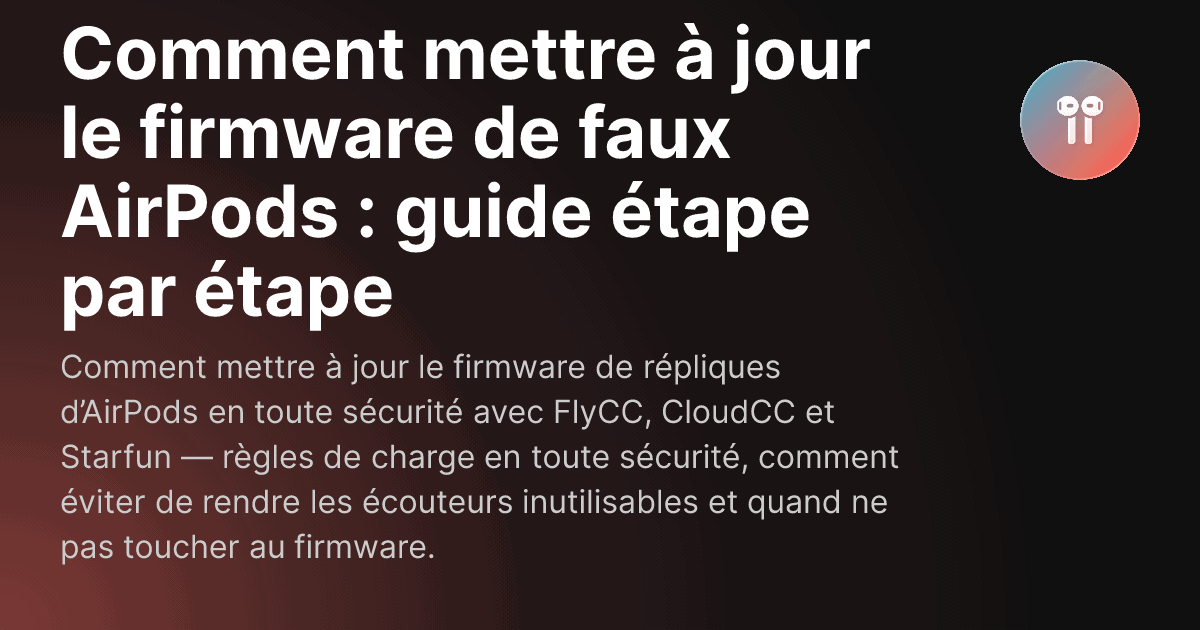 Comment mettre à jour
le firmware de faux
AirPods : guide étape
par étape
Comment mettre à jour le firmware de répliques
d’AirPods en toute sécurité avec FlyCC, CloudCC et
Starfun — règles de charge en toute sécurité, comment
éviter de rendre les écouteurs inutilisables et quand ne
pas toucher au firmware.